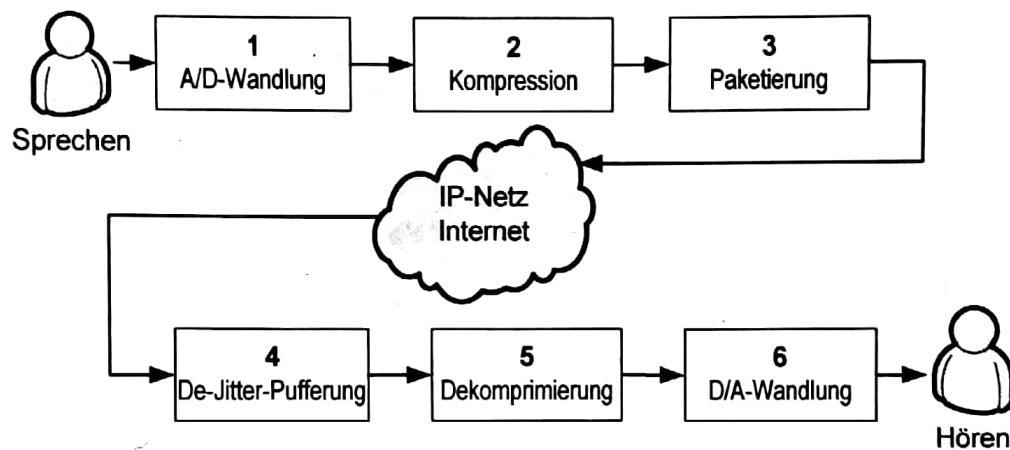 1
A/D-Wandlung
2
Kompression
3
Paketierung
Sprechen
IP-Netz
Internet
4
De-Jitter-Pufferung
5
Dekomprimierung
6
D/A-Wandlung
Hören